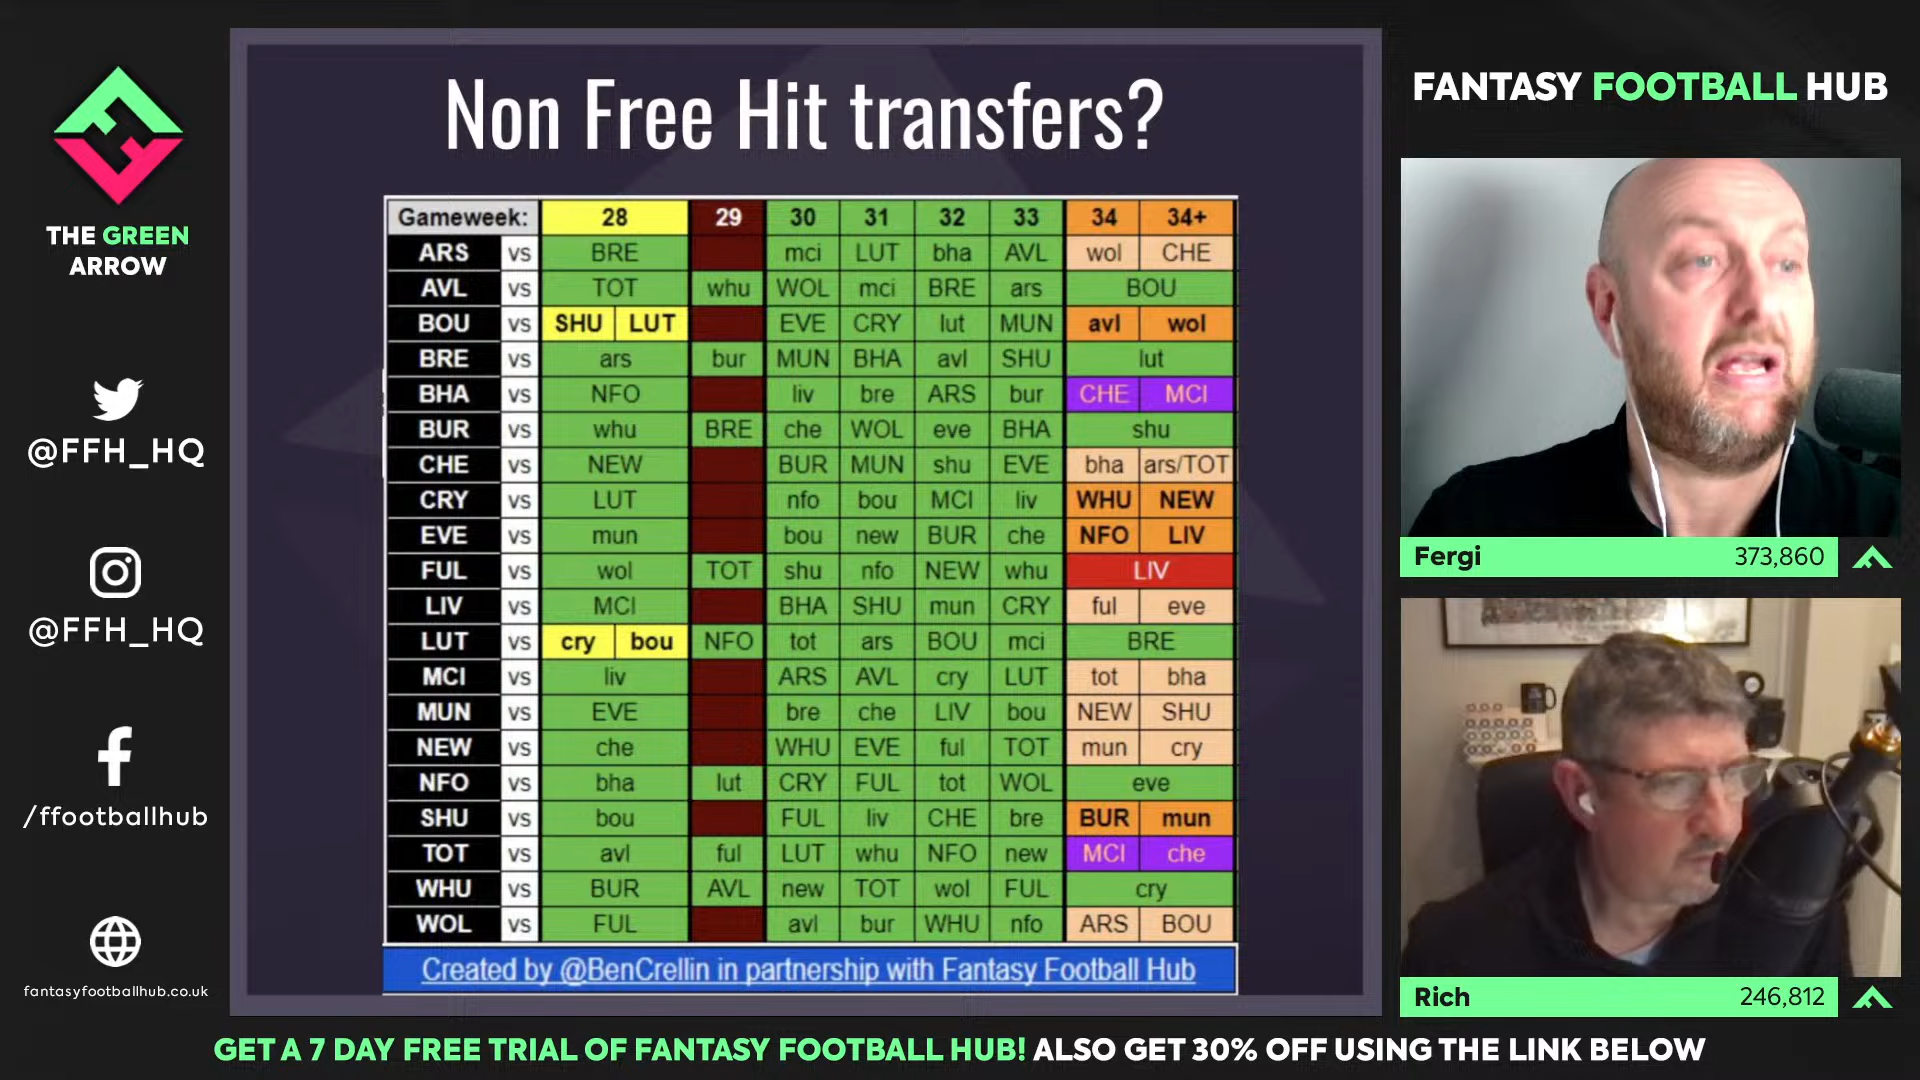 THE GREEN
ARROW
@FFH_HQ
@FFH_HQ
/ffootballhub
fantasyfootballhub.co.uk
Non Free Hit transfers?
Gameweek: 28 29 30 31 32 33 34 34+
ARS vs BRE mci LUT bha AVL wol CHE
AVL vs TOT whu WOL mci BRE ars BOU
BOU vs SHU LUT EVE CRY lut MUN avl wol
BRE vs ars bur MUN BHA avl SHU lut
BHA vs NFO liv bre ARS bur CHE MCI
BUR vs whu BRE che WOL eve BHA shu
CHE vs NEW BUR MUN shu EVE bha ars/TOT
CRY vs LUT nfo bou MCI liv WHU NEW
EVE vs mun bou new BUR che NFO LIV
FUL vs wol TOT shu nfo NEW whu LIV
LIV vs MCI BHA SHU mun CRY ful eve
LUT vs cry bou NFO tot ars BOU mci BRE
MCI vs liv ARS AVL cry LUT tot bha
MUN vs EVE bre che LIV bou NEW SHU
NEW vs che WHU EVE ful TOT mun cry
NFO vs bha lut CRY FUL tot WOL eve
SHU vs bou FUL liv CHE bre BUR mun
TOT vs avl ful LUT whu NFO new MCI che
WHU vs BUR AVL new TOT wol FUL cry
WOL vs FUL avl bur WHU nfo ARS BOU
Created by @BenCrellin in partnership with Fantasy Football Hub
FANTASY FOOTBALL HUB
Fergi 373,860
Rich 246,812
GET A 7 DAY FREE TRIAL OF FANTASY FOOTBALL HUB! ALSO GET 30% OFF USING THE LINK BELOW